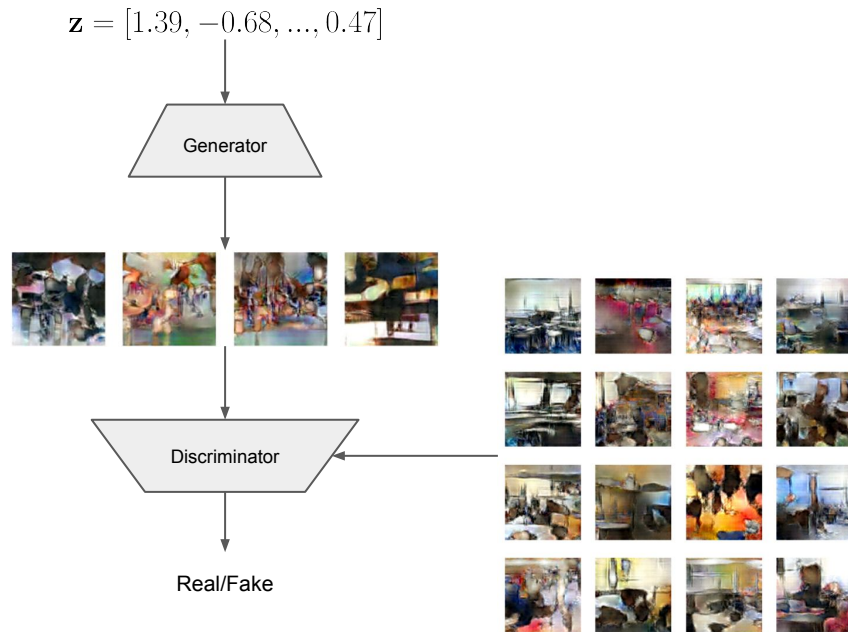 z = [1.39, −0.68, ..., 0.47]
Generator
Discriminator
Real/Fake